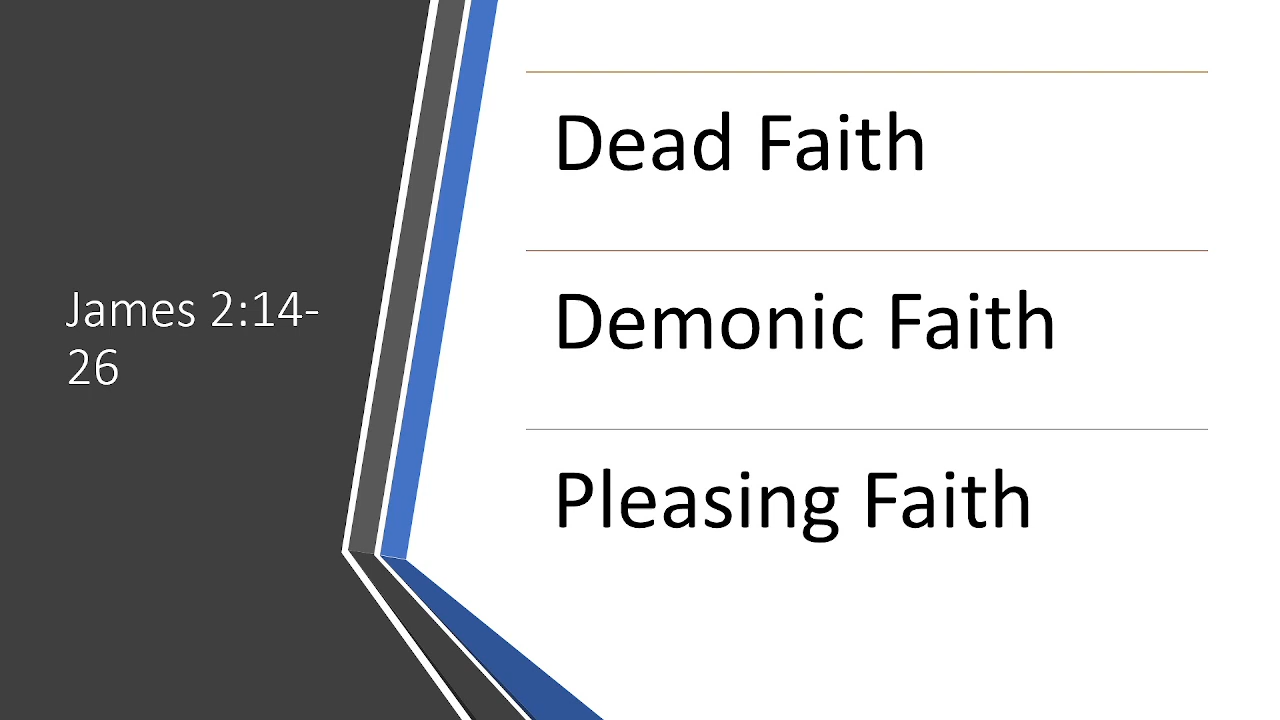 James 2:14-
26
Dead Faith
Demonic Faith
Pleasing Faith